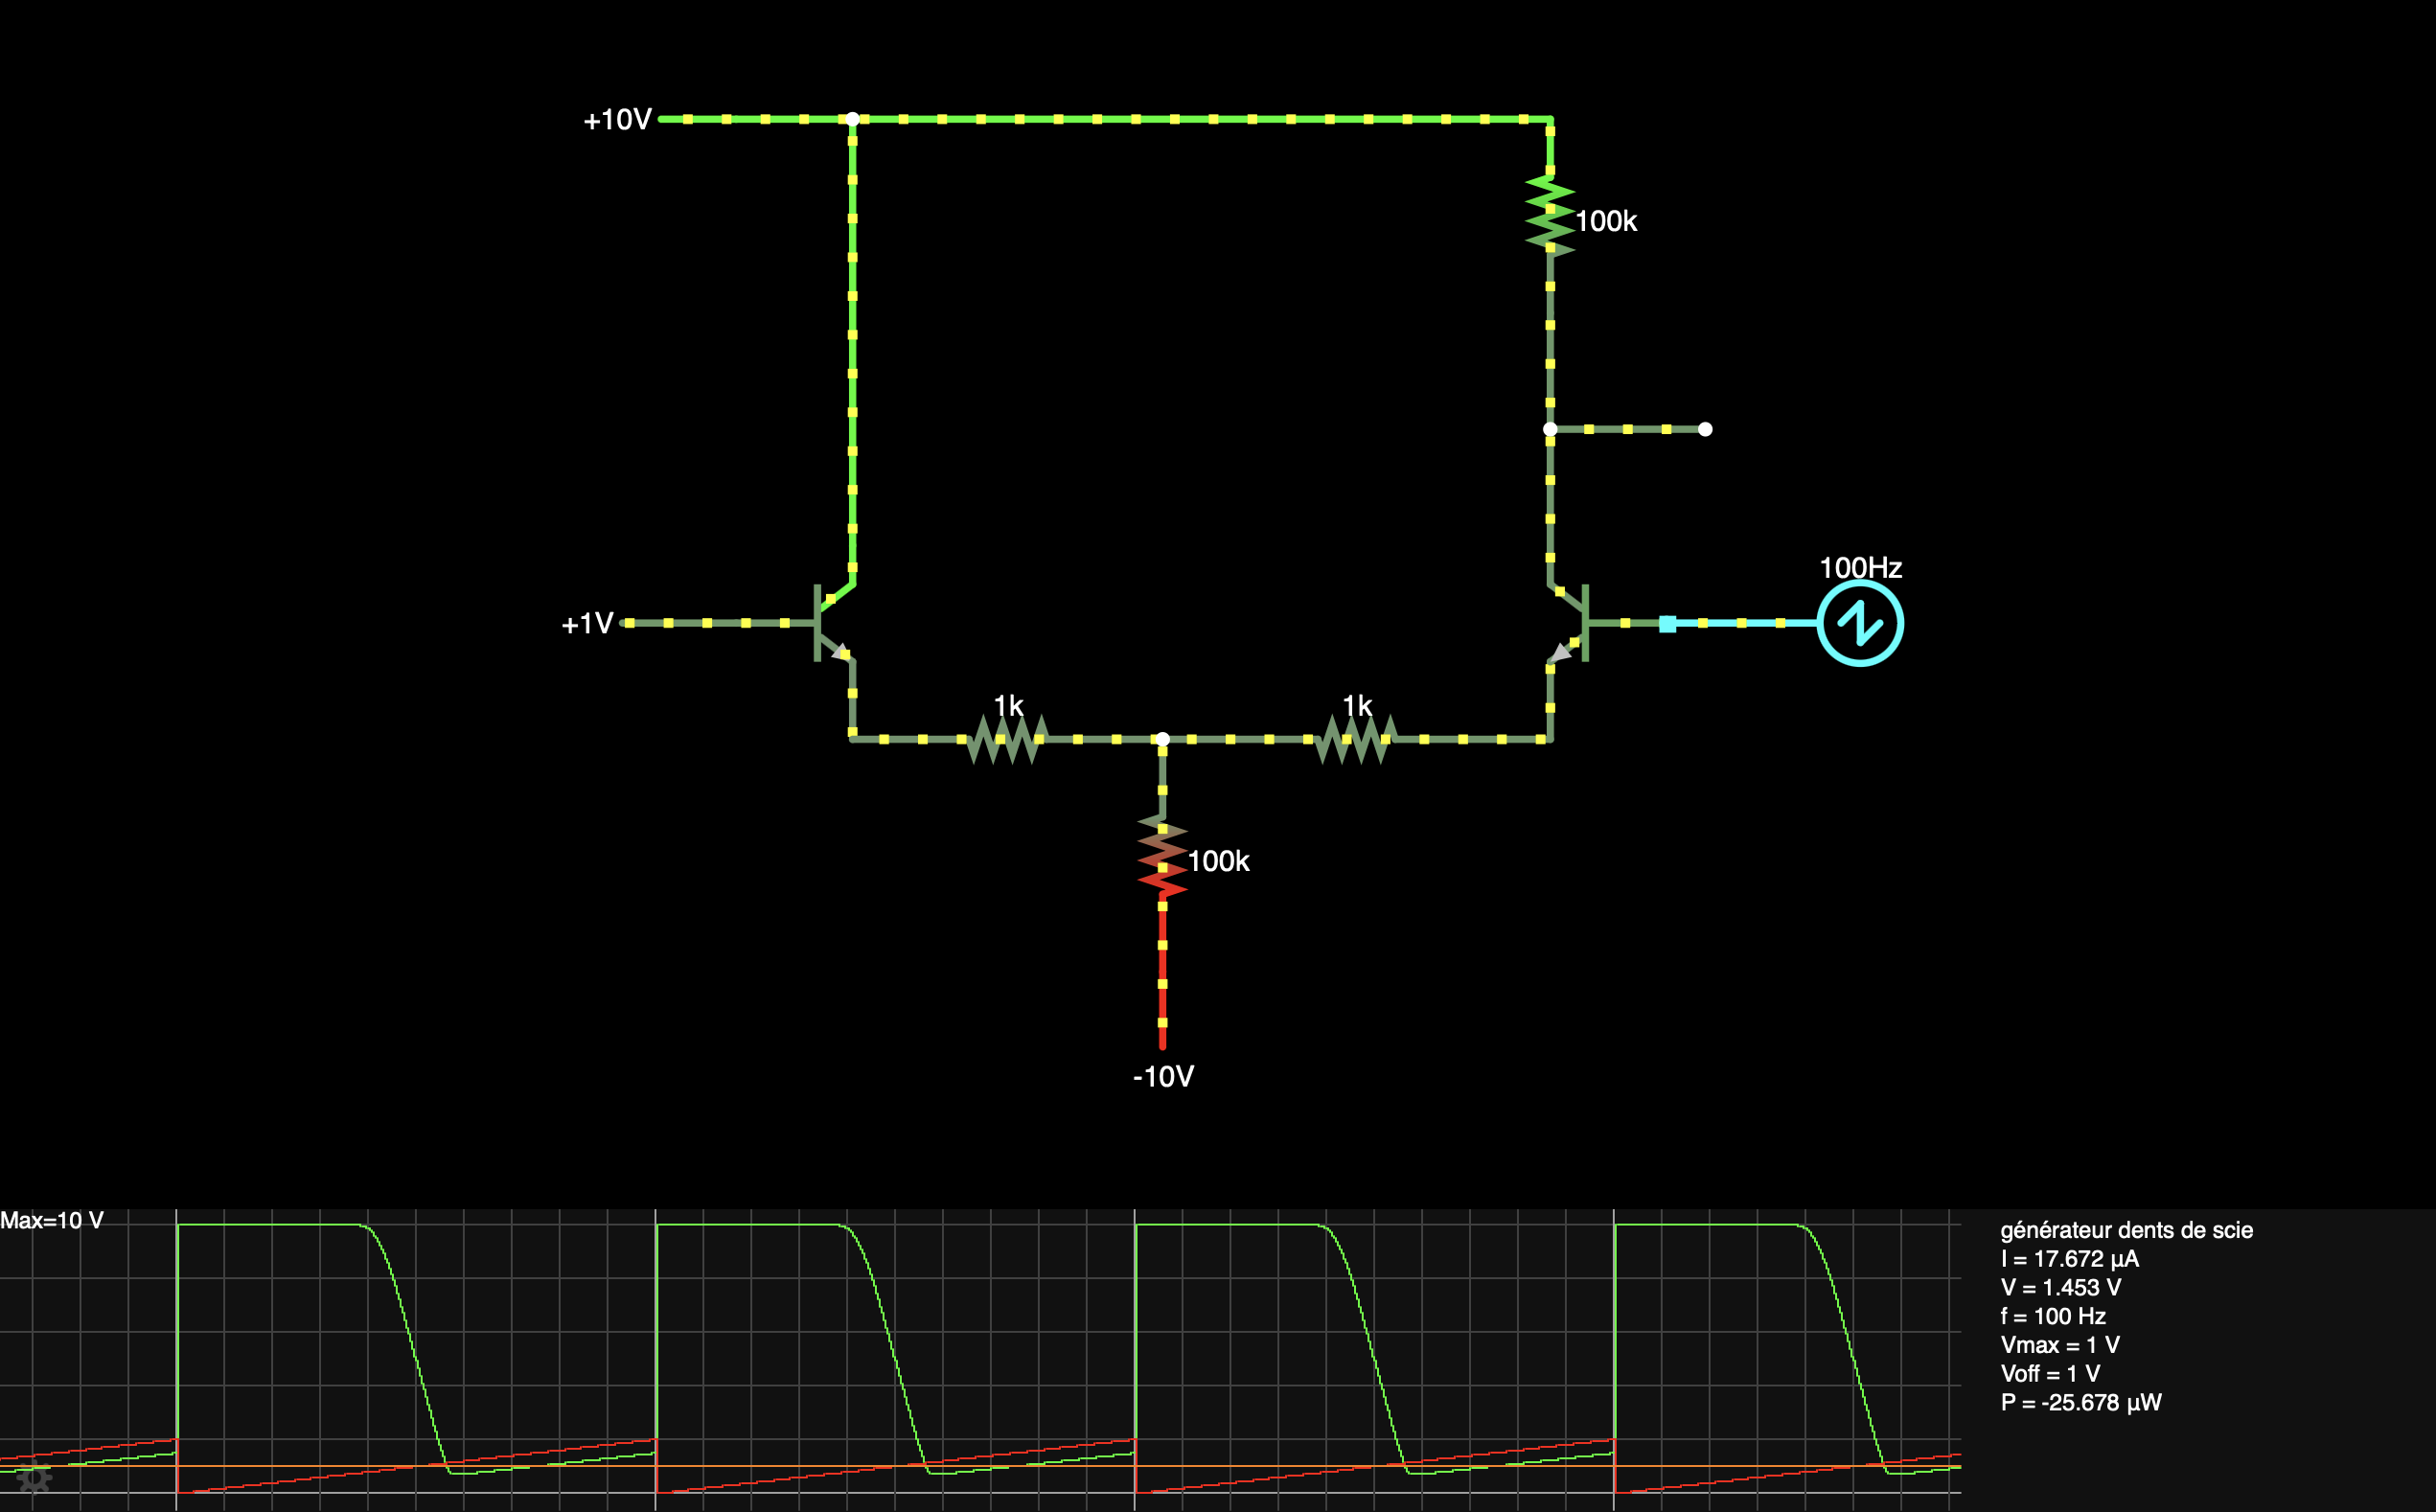 +10V
100k
100Hz
+1V
1k
1k
100k
-10V
Max=10 V
générateur dents de scie
I = 17.672 μA
V = 1.453 V
f = 100 Hz
Vmax = 1 V
Voff = 1 V
P = -25.678 μW